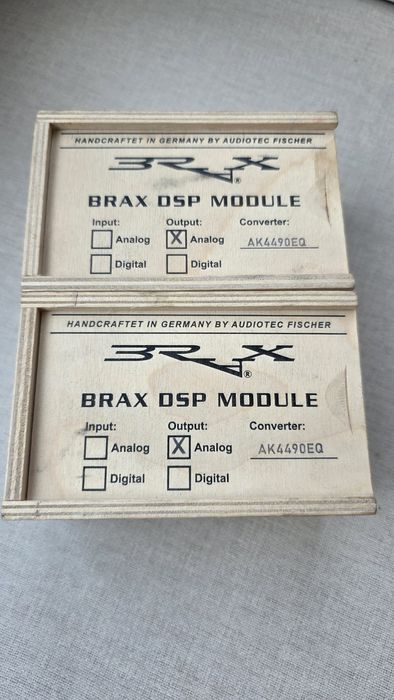 HANDCRAFTET IN GERMANY BY AUDIOTEC FISCHER
BRAX®
BRAX DSP MODULE
Input: Output: Converter:
Analog X Analog AK4490EQ
Digital Digital
HANDCRAFTET IN GERMANY BY AUDIOTEC FISCHER
BRAX®
BRAX DSP MODULE
Input: Output: Converter:
Analog X Analog AK4490EQ
Digital Digital